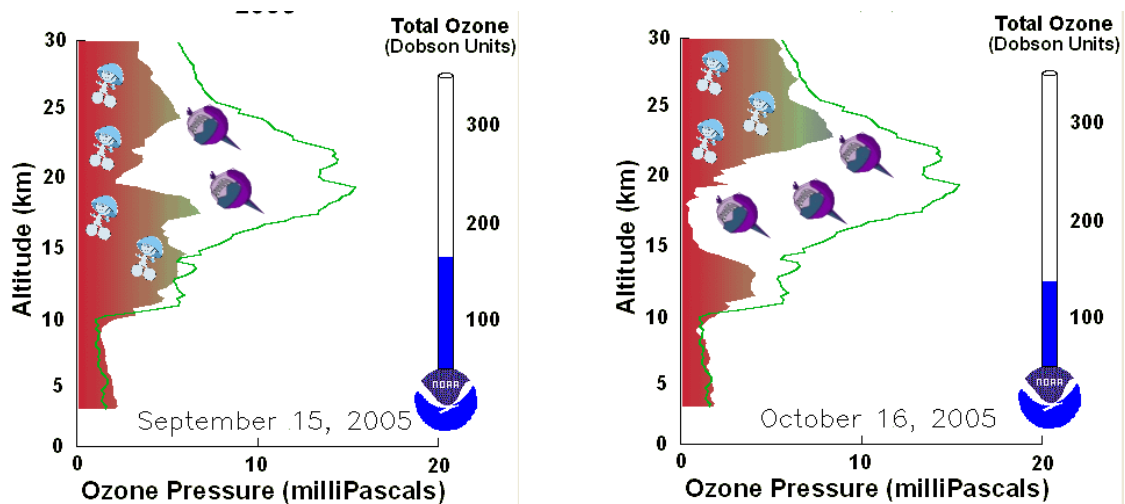 Total Ozone
(Dobson Units)
30
25
20
15
10
5
0
Altitude (km)
300
200
100
NOAA
September 15, 2005
0
10
20
Ozone Pressure (milliPascals)
Total Ozone
(Dobson Units)
30
25
20
15
10
5
0
Altitude (km)
300
200
100
NOAA
October 16, 2005
0
10
20
Ozone Pressure (milliPascals)